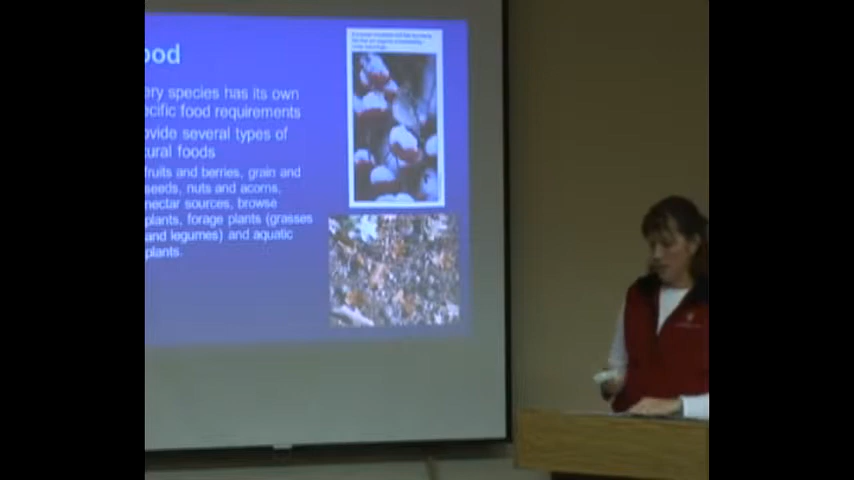 ood
ery species has its own
ecific food requirements
ovide several types of
tural foods
fruits and berries, grain and
seeds, nuts and acorns,
nectar sources, browse
plants, forage plants (grasses
and legumes) and aquatic
plants.